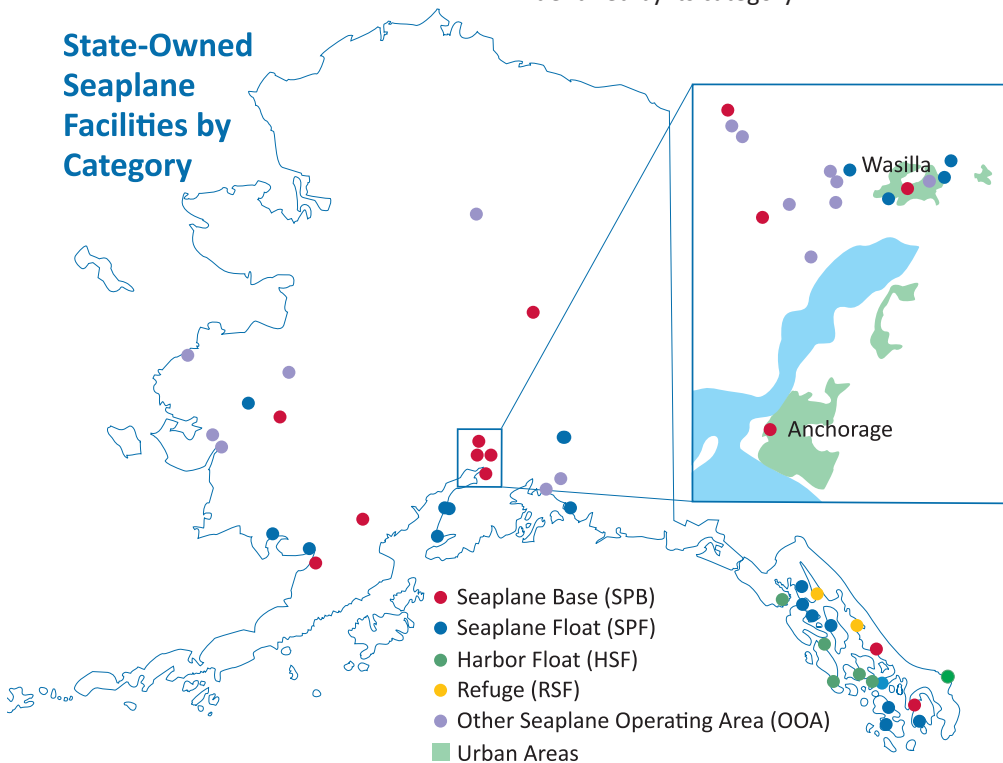 State-Owned
Seaplane
Facilities by
Category
Wasilla
Anchorage
Seaplane Base (SPB)
Seaplane Float (SPF)
Harbor Float (HSF)
Refuge (RSF)
Other Seaplane Operating Area (OOA)
Urban Areas